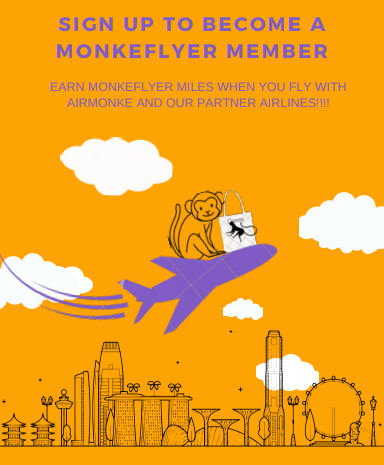 SIGN UP TO BECOME A
MONKEFLYER MEMBER
EARN MONKEFLYER MILES WHEN YOU FLY WITH
AIRMONKE AND OUR PARTNER AIRLINES!!!!